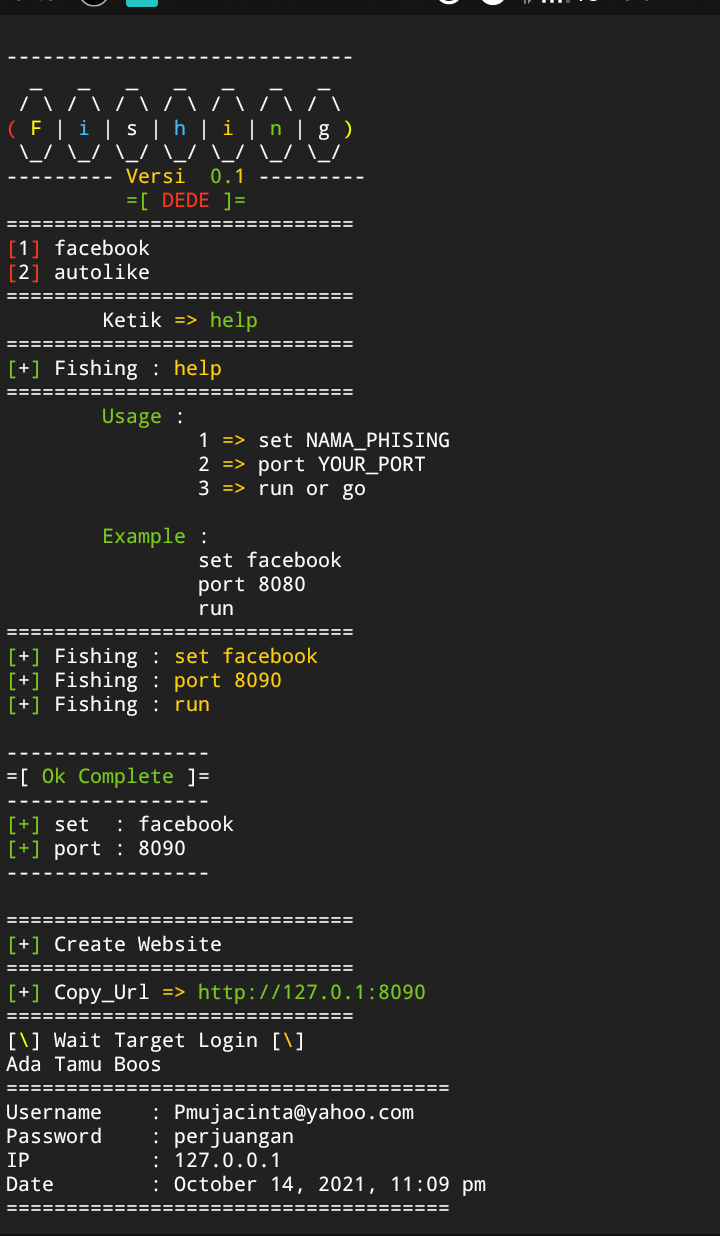 ----------------------------
  _   _   _   _   _   _   _
 / \ / \ / \ / \ / \ / \ / \
( F | i | s | h | i | n | g )
 \_/ \_/ \_/ \_/ \_/ \_/ \_/
--------- Versi  0.1 ---------
=[ DEDE ]=
=============================
[1] facebook
[2] autolike
=============================
Ketik => help
=============================
[+] Fishing : help
=============================
Usage :
1 => set NAMA_PHISING
2 => port YOUR_PORT
3 => run or go
Example :
set facebook
port 8080
run
=============================
[+] Fishing : set facebook
[+] Fishing : port 8090
[+] Fishing : run
-----------------
=[ Ok Complete ]=
-----------------
[+] set  : facebook
[+] port : 8090
-----------------
=============================
[+] Create Website
=============================
[+] Copy_Url => http://127.0.1:8090
=============================
[\] Wait Target Login [\]
Ada Tamu Boos
=====================================
Username    : Pmujacinta@yahoo.com
Password    : perjuangan
IP          : 127.0.0.1
Date        : October 14, 2021, 11:09 pm
=====================================